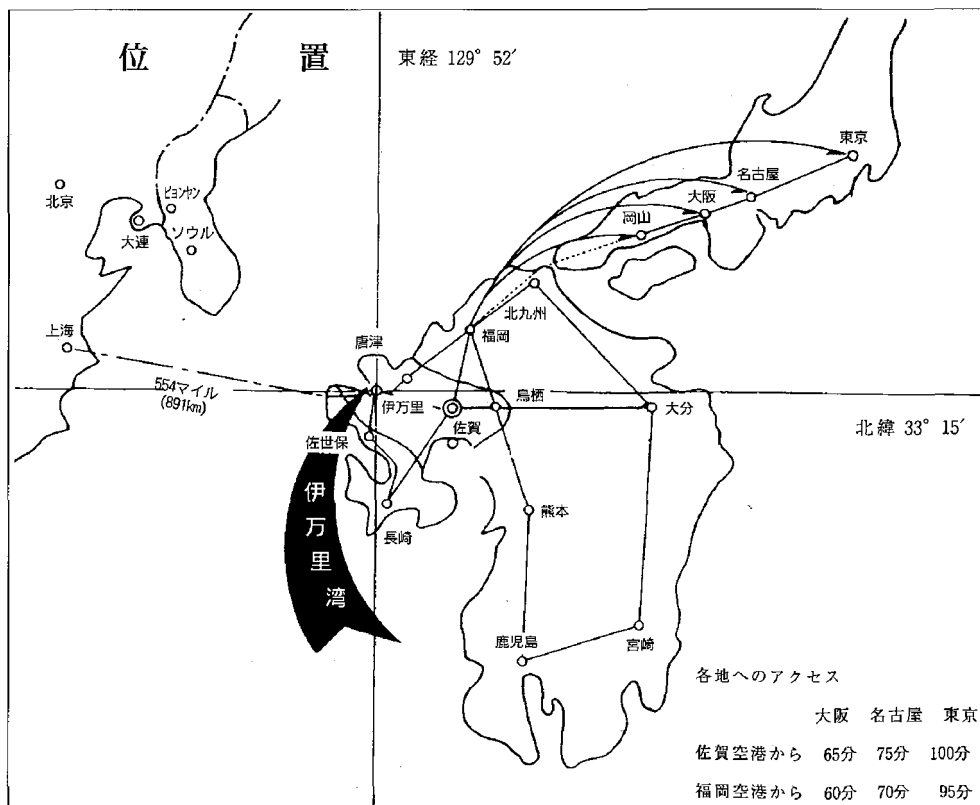 位置
東経 129° 52′
東京
名古屋
大阪
岡山
北京
ピョンヤン
大連
ソウル
北九州
上海
福岡
唐津
554マイル
(891km)
伊万里
鳥栖
大分
佐賀
北緯 33° 15′
佐世保
伊万里湾
熊本
長崎
鹿児島
宮崎
各地へのアクセス
大阪 名古屋 東京
佐賀空港から 65分 75分 100分
福岡空港から 60分 70分 95分